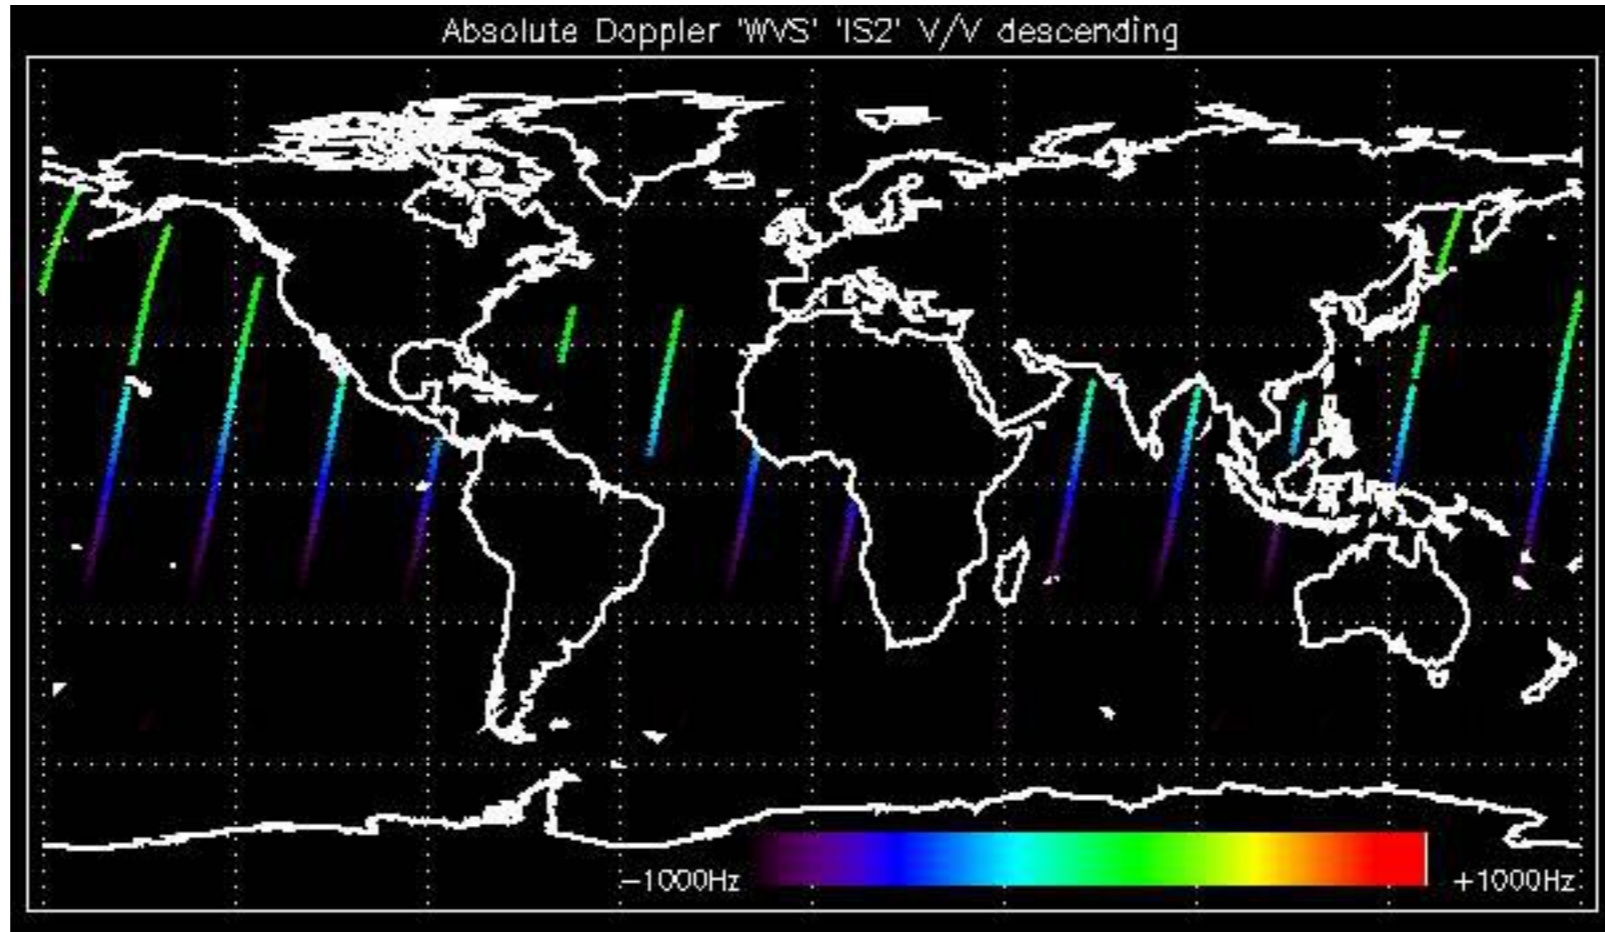 Absolute Doppler 'WVS' 'IS2' V/V descending
−1000Hz
+1000Hz